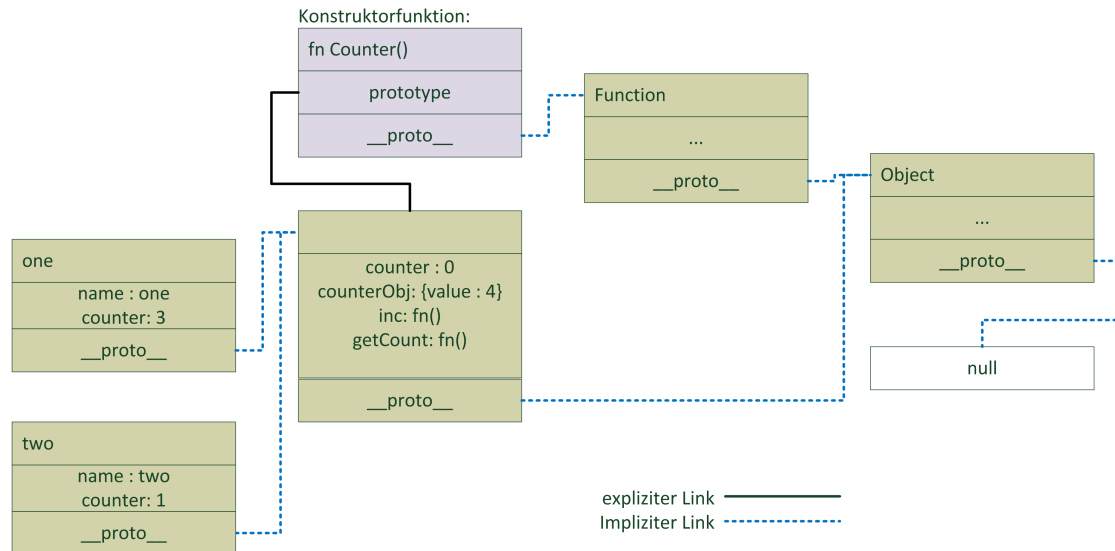 Konstruktorfunktion:
fn Counter()
prototype
__proto__
Function
...
__proto__
Object
...
__proto__
null
counter : 0
counterObj: {value : 4}
inc: fn()
getCount: fn()
__proto__
one
name : one
counter: 3
__proto__
two
name : two
counter: 1
__proto__
expliziter Link
Impliziter Link